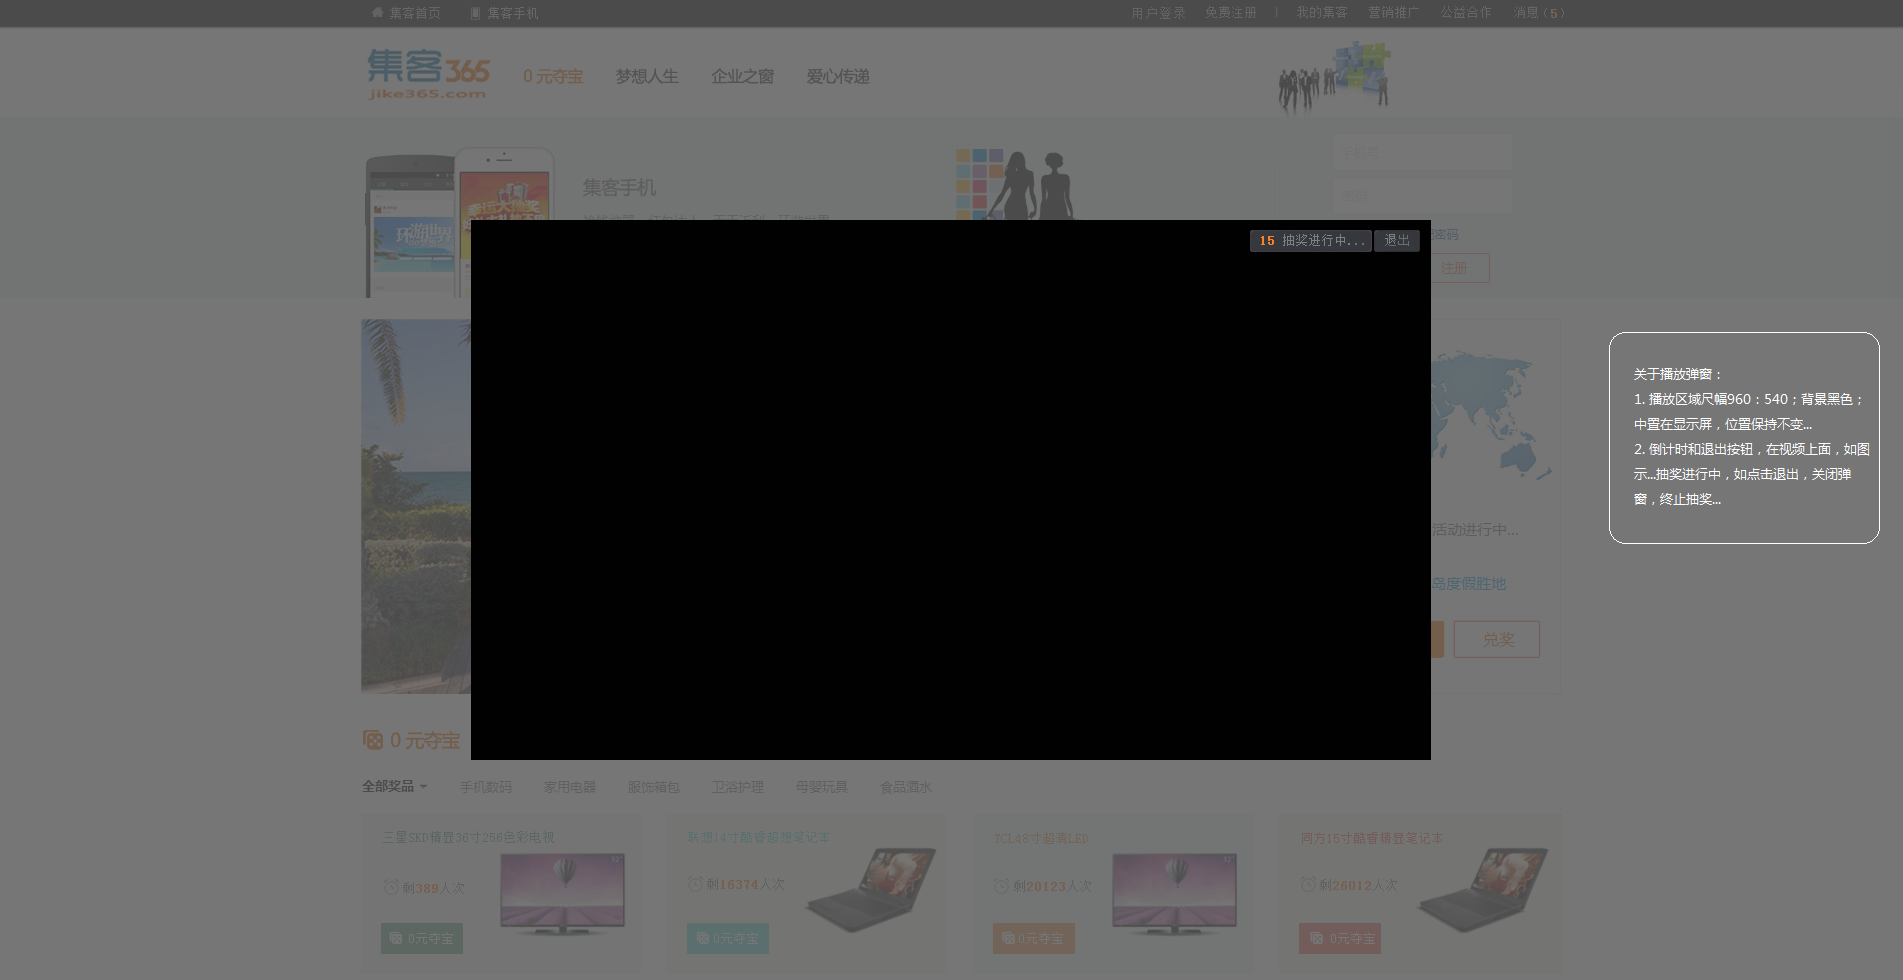 集客首页 集客手机
用户登录 免费注册 | 我的集客 营销推广 公益合作 消息（5）
集客365
jike365.com
0 元夺宝 梦想人生 企业之窗 爱心传递
集客手机
幸运大抽奖
环游世界
15 抽奖进行中... 退出
密码
注册
关于播放弹窗：
1. 播放区域尺幅960：540；背景黑色；
中置在显示屏，位置保持不变...
2. 倒计时和退出按钮，在视频上面，如图
示...抽奖进行中，如点击退出，关闭弹
窗，终止抽奖...
活动进行中...
岛度假胜地
兑奖
0 元夺宝
全部奖品 手机数码 家用电器 服饰箱包 卫浴护理 母婴玩具 食品酒水
三星SKD精显36寸256色彩电视
剩389人次
0元夺宝
联想14寸酷睿超想笔记本
剩16374人次
0元夺宝
TCL48寸超清LED
剩20123人次
0元夺宝
同方15寸酷睿精显笔记本
剩26012人次
0元夺宝